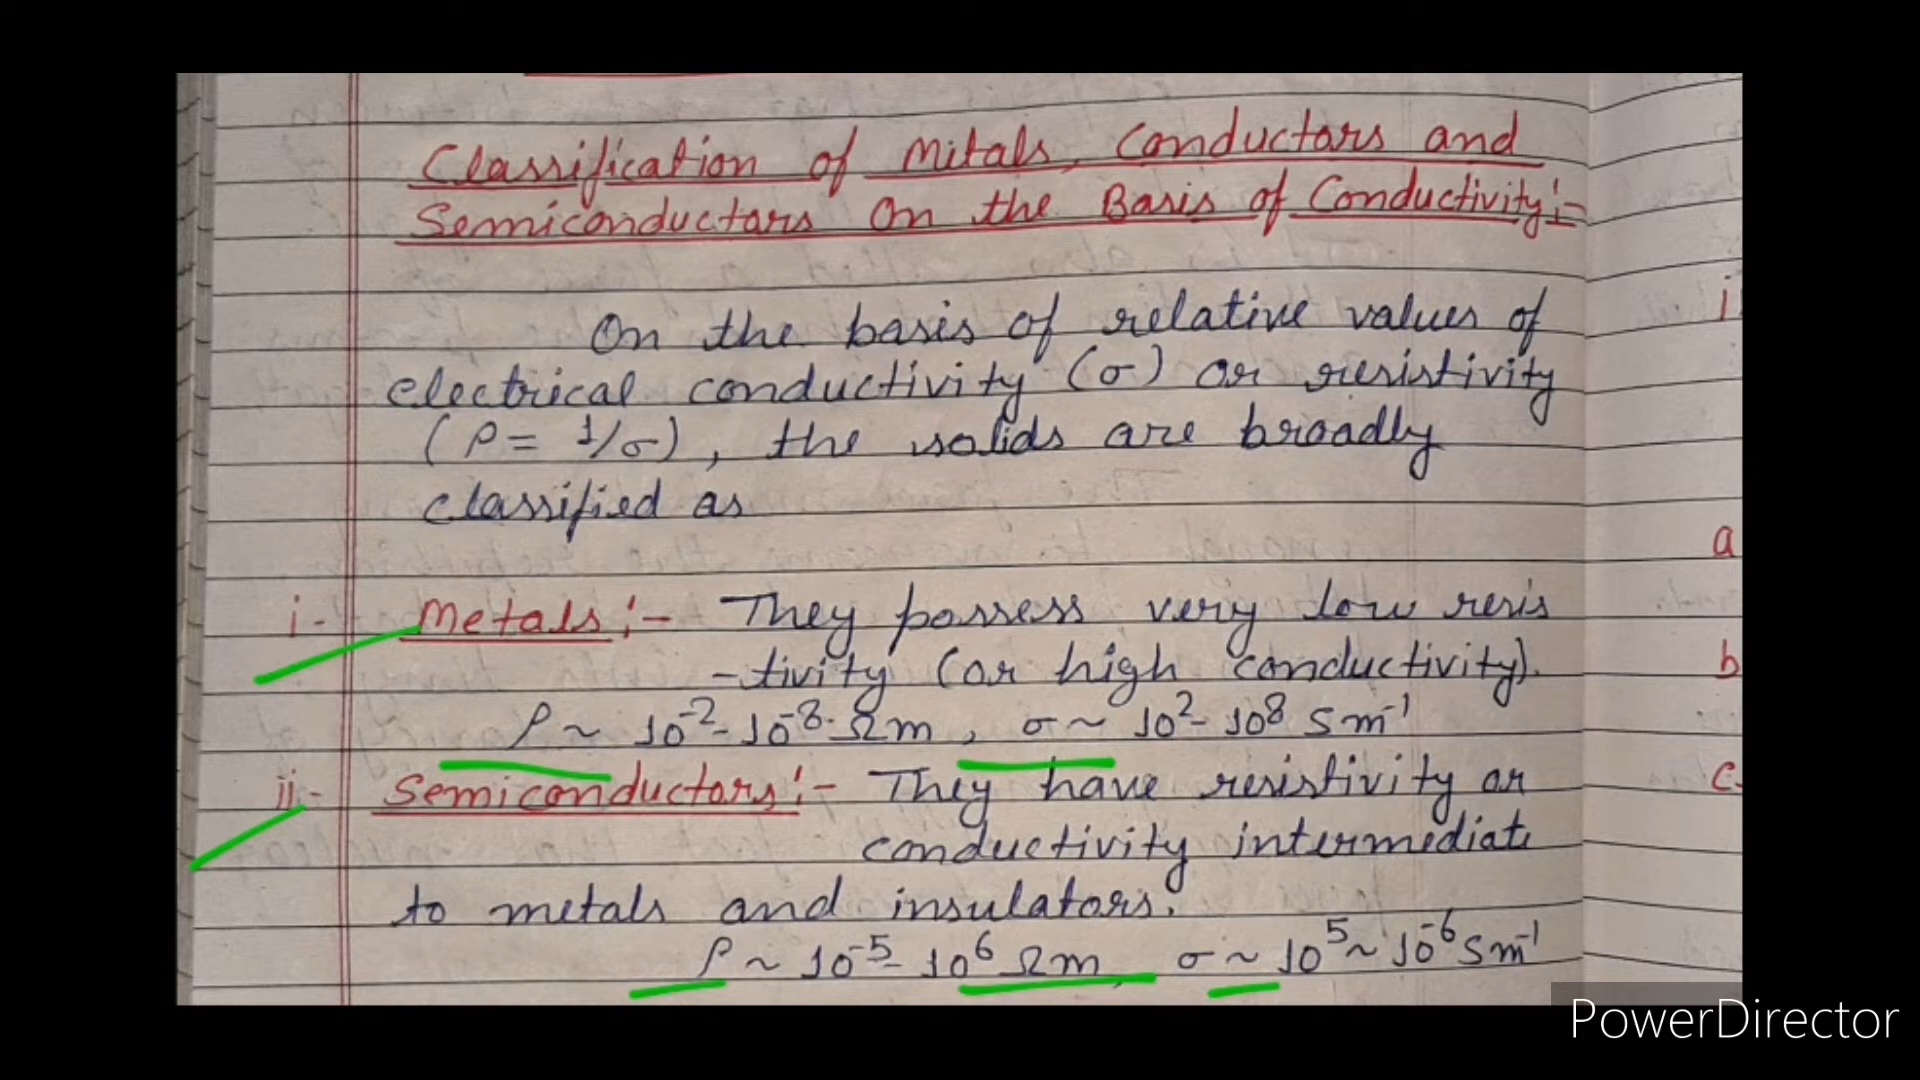 Classification of Mitals, Conductors and
Semiconductors On the Basis of Conductivity:-
On the basis of relative values of
electrical conductivity (σ) or resistivity
(ρ = 1/σ), the solids are broadly
classified as
i- Metals:- They possess very low resis
-tivity (or high conductivity).
ρ ~ 10⁻² - 10⁻⁸ Ωm, σ ~ 10² - 10⁸ Sm⁻¹
ii- Semiconductors:- They have resistivity or
conductivity intermediate
to metals and insulators.
ρ ~ 10⁻⁵ - 10⁶ Ωm, σ ~ 10⁵ ~ 10⁻⁶ Sm⁻¹
i
a
b
c.
PowerDirector